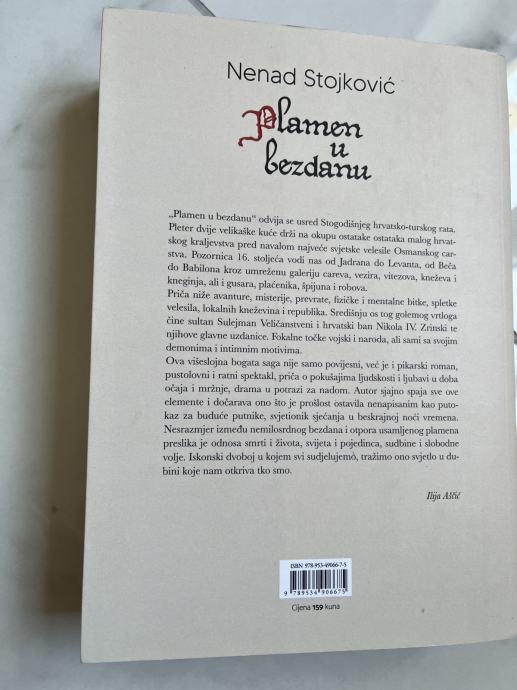 Nenad Stojković
Plamen
u
bezdanu
„Plamen u bezdanu“ odvija se usred Stogodišnjeg hrvatsko-turskog rata.
Pleter dvije velikaške kuće drži na okupu ostatke ostataka malog hrvat-
skog kraljevstva pred navalom najveće svjetske velesile Osmanskog car-
stva. Pozornica 16. stoljeća vodi nas od Jadrana do Levanta, od Beča
do Babilona kroz umreženu galeriju careva, vezira, vitezova, kneževa i
kneginja, ali i gusara, plaćenika, špijuna i robova.
Priča niže avanture, misterije, prevrate, fizičke i mentalne bitke, spletke
velesila, lokalnih kneževina i republika. Središnju os tog golemog vrtloga
čine sultan Sulejman Veličanstveni i hrvatski ban Nikola IV. Zrinski te
njihove glavne uzdanice. Fokalne točke vojski i naroda, ali sami sa svojim
demonima i intimnim motivima.
Ova višeslojna bogata saga nije samo povijesni, već je i pikarski roman,
pustolovni i ratni spektakl, priča o pokušajima ljudskosti i ljubavi u doba
očaja i mržnje, drama u potrazi za nadom. Autor sjajno spaja sve ove
elemente i dočarava ono što je prošlost ostavila nenapisanim kao puto-
kaz za buduće putnike, svjetionik sjećanja u beskrajnoj noći vremena.
Nesrazmjer između nemilosrdnog bezdana i otpora usamljenog plamena
preslika je odnosa smrti i života, svijeta i pojedinca, sudbine i slobodne
volje. Iskonski dvoboj u kojem svi sudjelujemo, tražimo ono svjetlo u du-
bini koje nam otkriva tko smo.
Ilija Aščić
ISBN 978-953-49066-7-5
9 789534 906675
Cijena 159 kuna